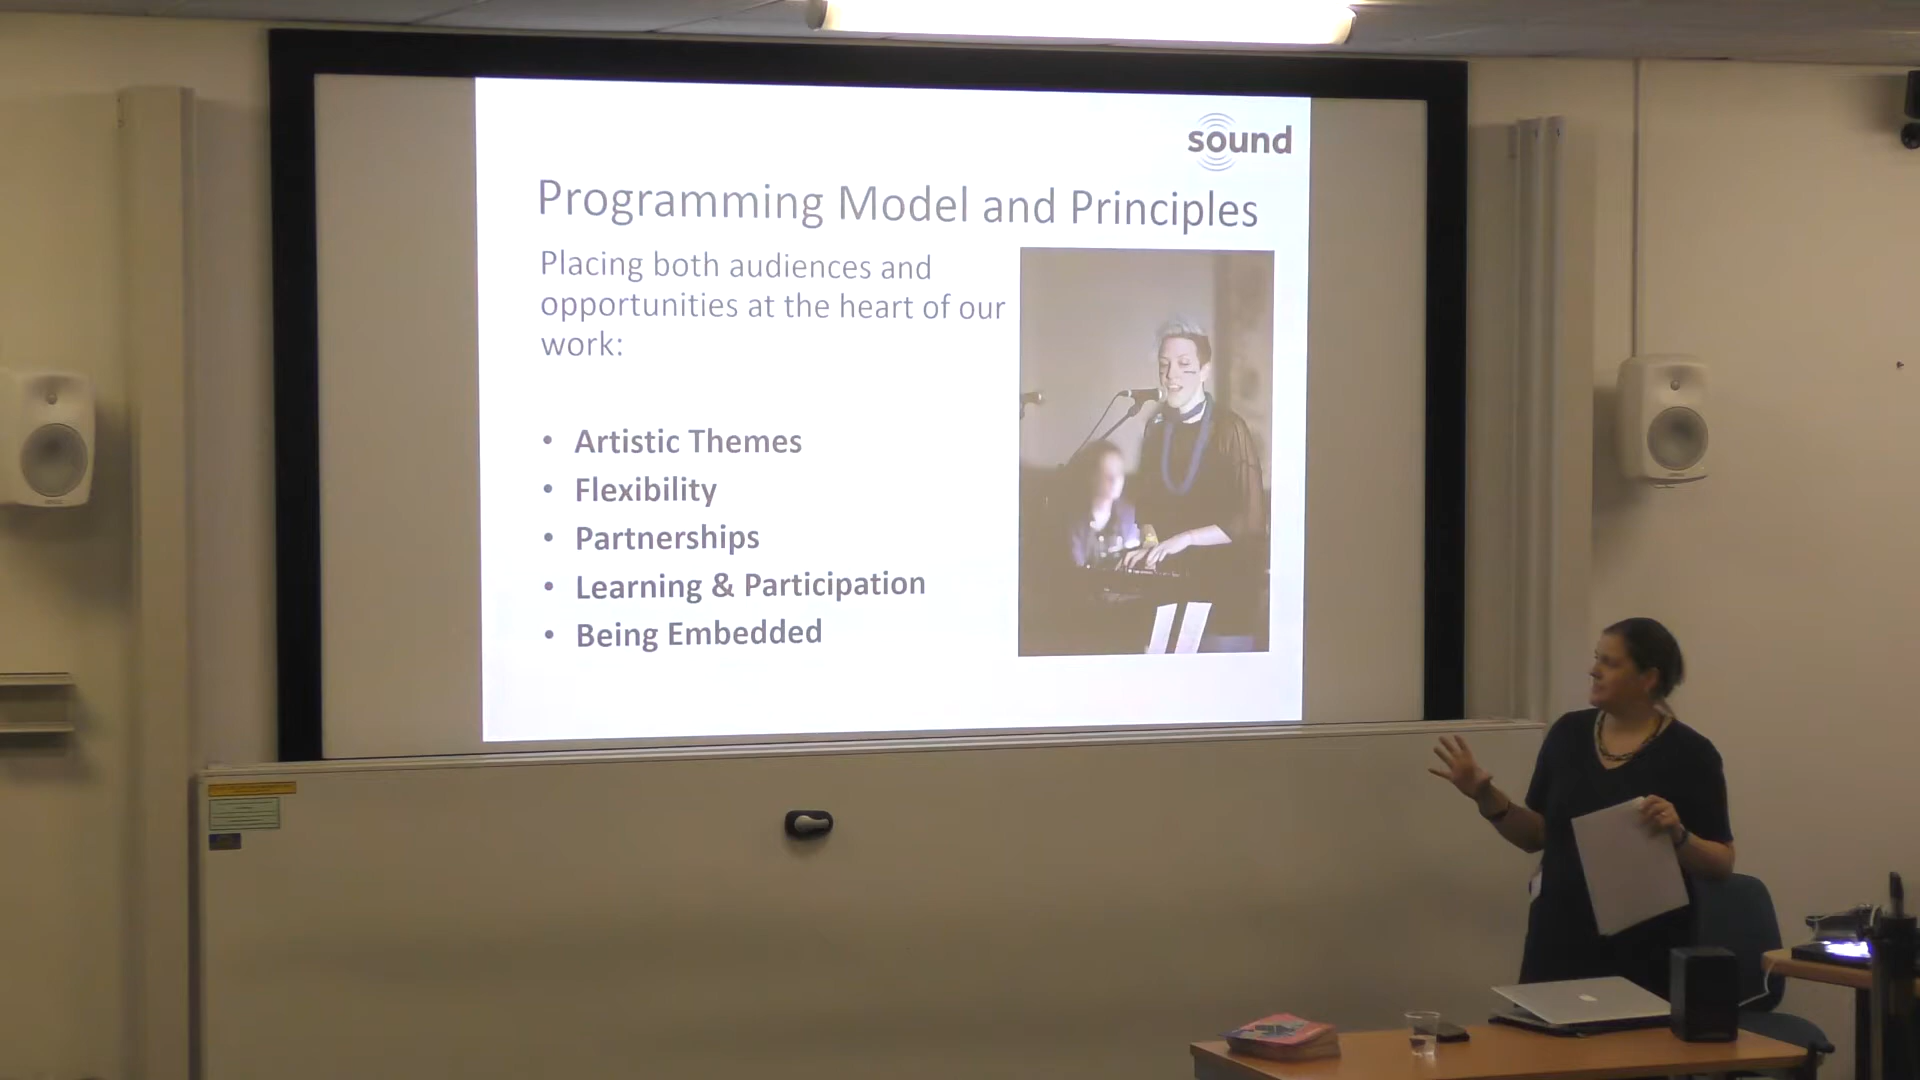 sound
Programming Model and Principles
Placing both audiences and
opportunities at the heart of our
work:
• Artistic Themes
• Flexibility
• Partnerships
• Learning & Participation
• Being Embedded